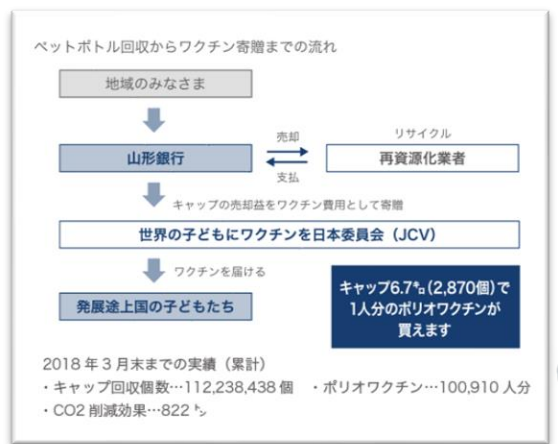 ペットボトル回収からワクチン寄贈までの流れ
地域のみなさま
売却
リサイクル
山形銀行
再資源化業者
支払
キャップの売却益をワクチン費用として寄贈
世界の子どもにワクチンを日本委員会（JCV）
ワクチンを届ける
発展途上国の子どもたち
キャップ6.7㌔(2,870個)で
1人分のポリオワクチンが
買えます
2018年3月末までの実績（累計）
・キャップ回収個数…112,238,438個 ・ポリオワクチン…100,910人分
・CO2削減効果…822㌧